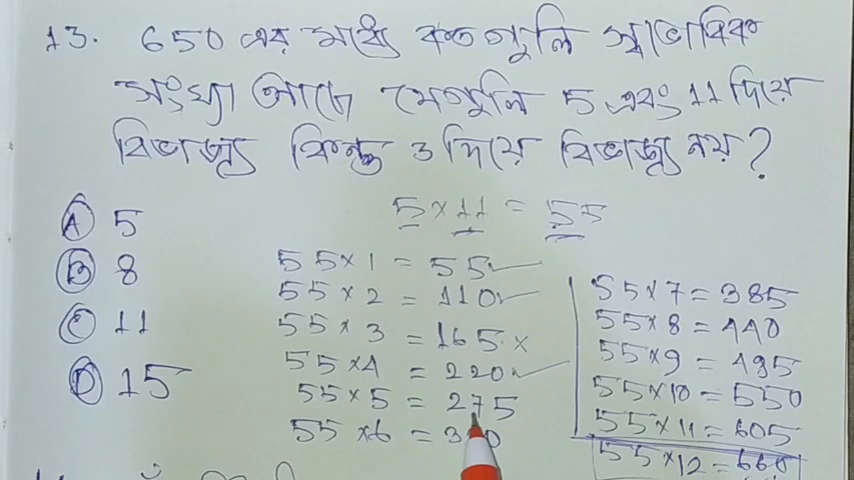 13. 650 এর মধ্যে কতগুলি স্বাভাবিক
সংখ্যা আছে যেগুলি 5 এবং 11 দিয়ে
বিভাজ্য কিন্তু 3 দিয়ে বিভাজ্য নয়?
5 × 11 = 55
A 5
B 8
C 11
D 15
55 × 1 = 55 ✓
55 × 2 = 110 ✓
55 × 3 = 165 ×
55 × 4 = 220 ✓
55 × 5 = 275
55 × 6 =
55 × 7 = 385
55 × 8 = 440
55 × 9 = 495
55 × 10 = 550
55 × 11 = 605
55 × 12 = 660